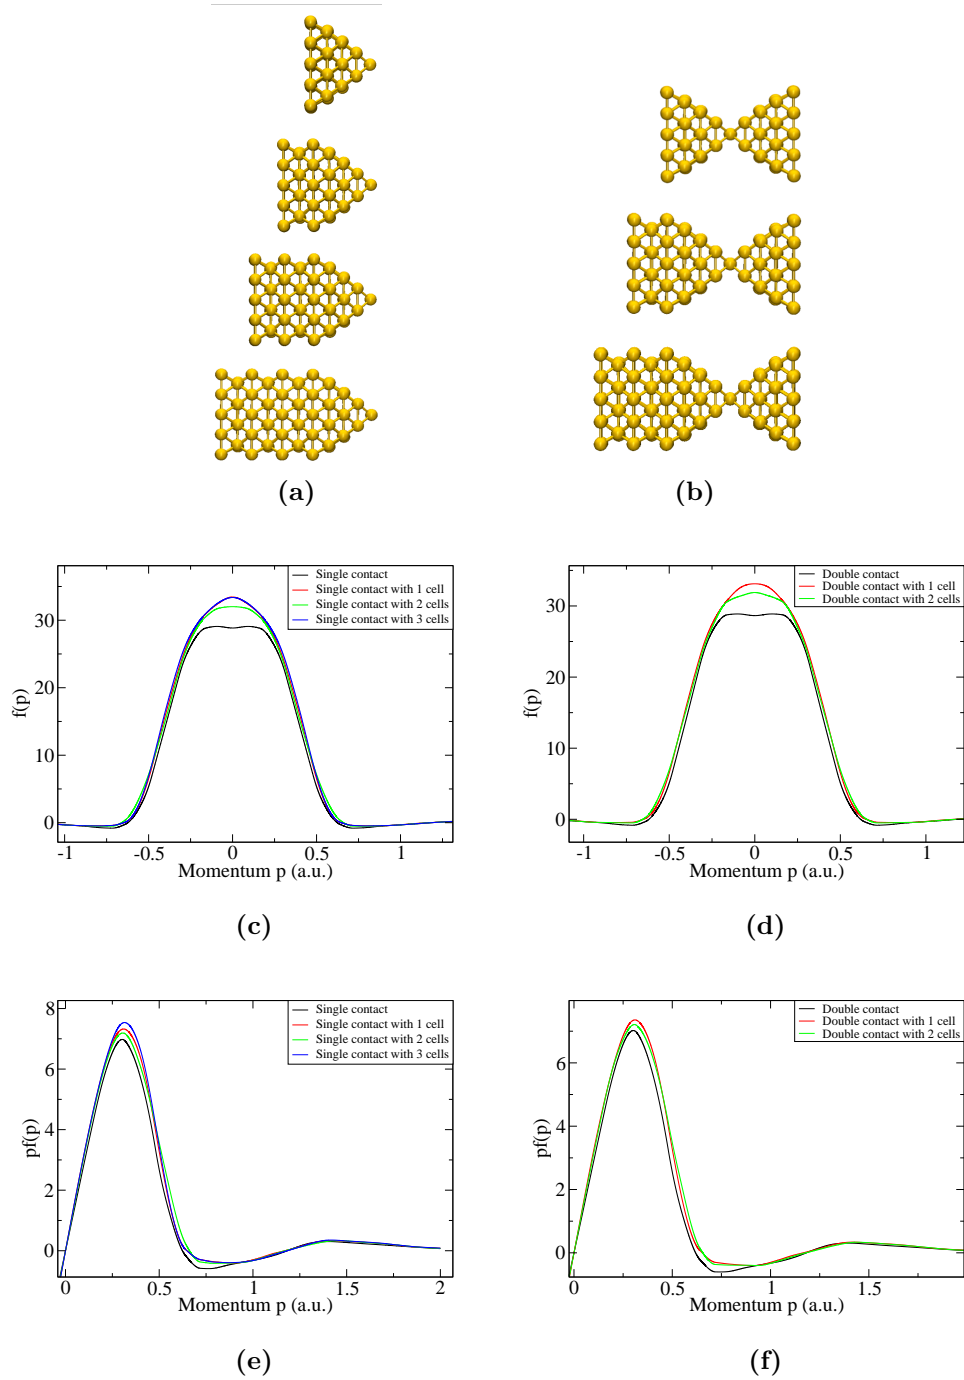 (a)
(b)
Single contact
Single contact with 1 cell
Single contact with 2 cells
Single contact with 3 cells
f(p)
30
20
10
0
-1
-0.5
0
0.5
1
Momentum p (a.u.)
(c)
Double contact
Double contact with 1 cell
Double contact with 2 cells
f(p)
30
20
10
0
-1
-0.5
0
0.5
1
Momentum p (a.u.)
(d)
Single contact
Single contact with 1 cell
Single contact with 2 cells
Single contact with 3 cells
pf(p)
8
6
4
2
0
0
0.5
1
1.5
2
Momentum p (a.u.)
(e)
Double contact
Double contact with 1 cell
Double contact with 2 cells
pf(p)
6
4
2
0
0
0.5
1
1.5
Momentum p (a.u.)
(f)